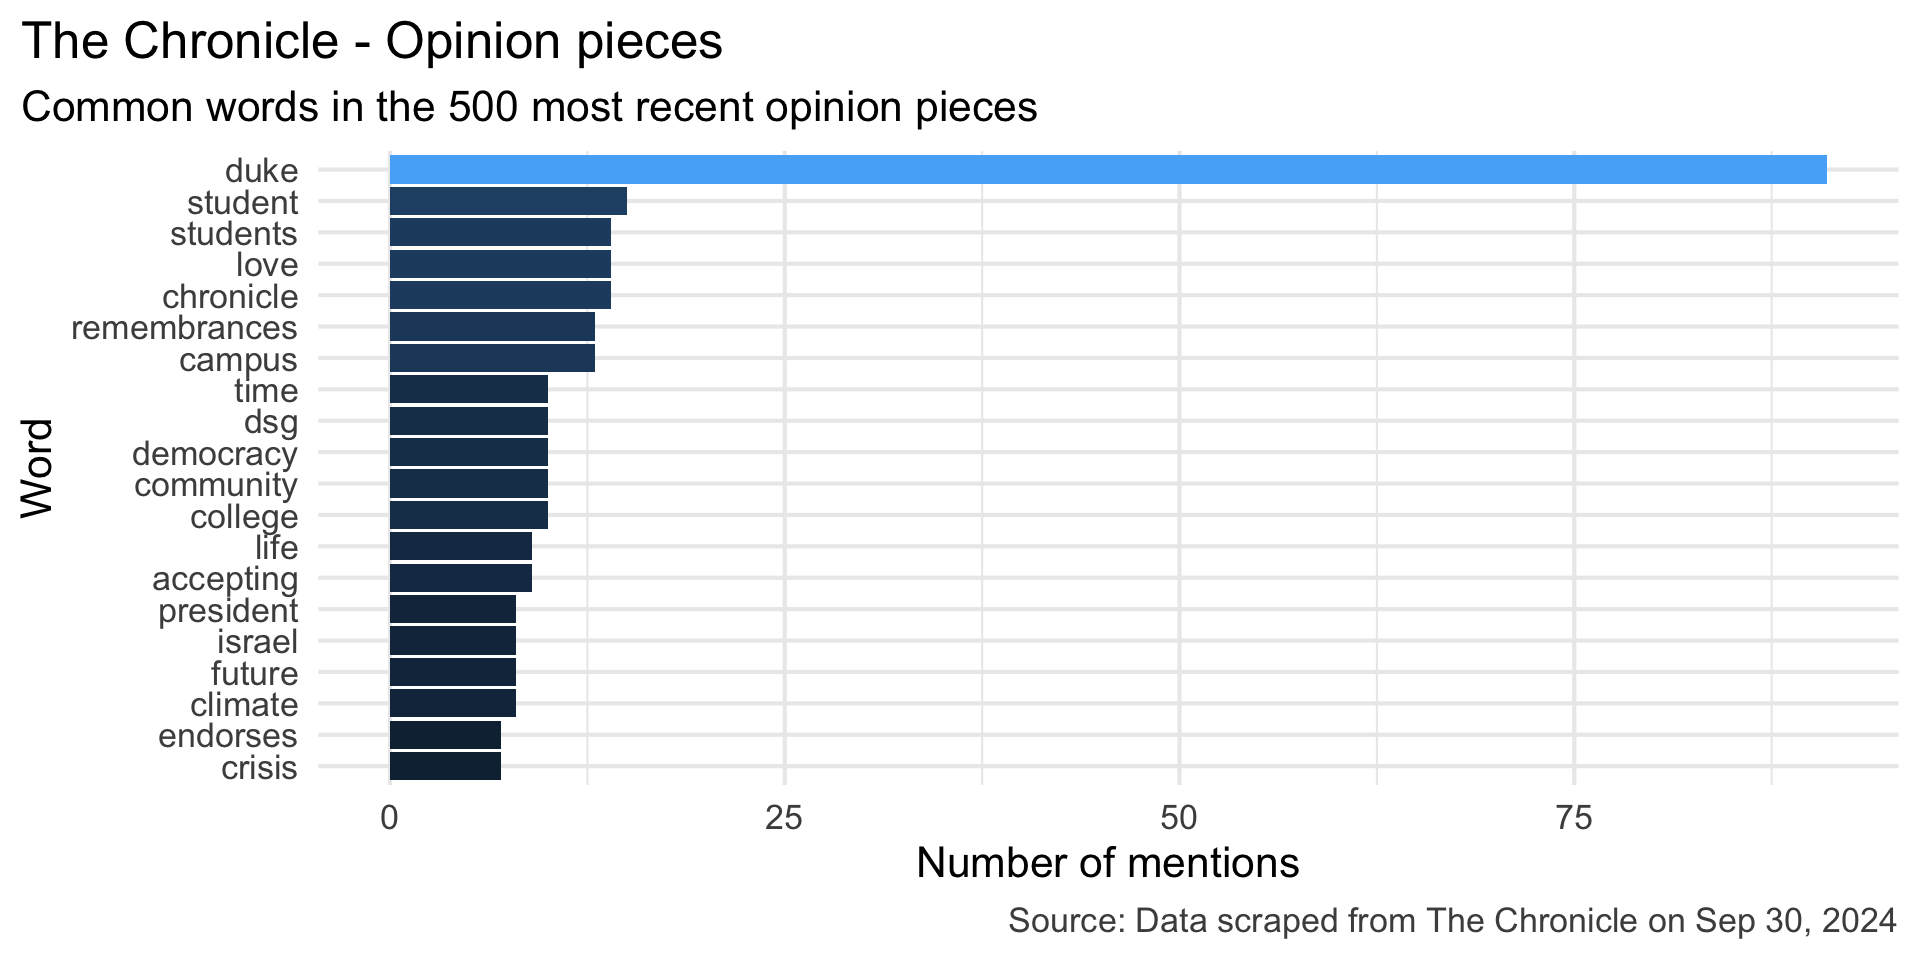 The Chronicle - Opinion pieces
Common words in the 500 most recent opinion pieces
duke
student
students
love
chronicle
remembrances
campus
time
dsg
democracy
community
college
life
accepting
president
israel
future
climate
endorses
crisis
Word
0 25 50 75
Number of mentions
Source: Data scraped from The Chronicle on Sep 30, 2024